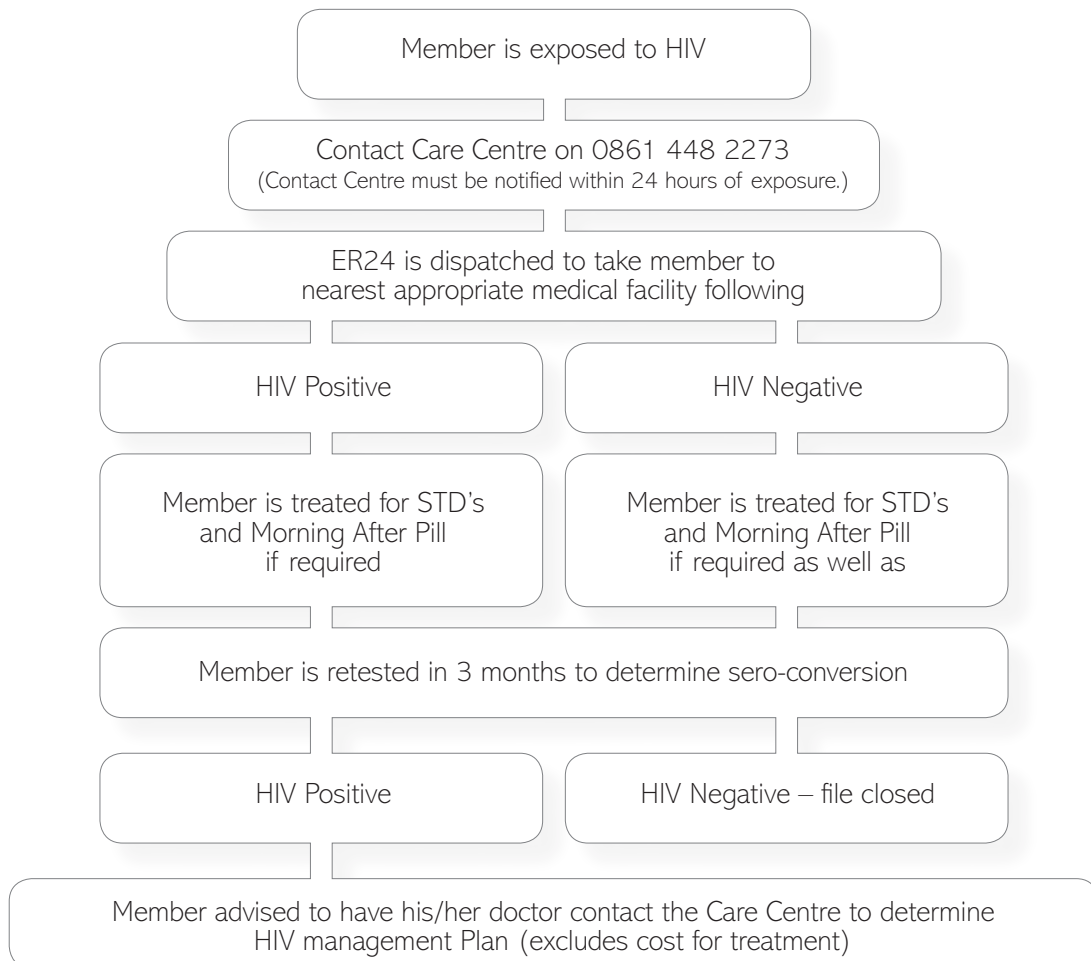 Member is exposed to HIV
Contact Care Centre on 0861 448 2273
(Contact Centre must be notified within 24 hours of exposure.)
ER24 is dispatched to take member to
nearest appropriate medical facility following
HIV Positive
HIV Negative
Member is treated for STD's
and Morning After Pill
if required
Member is treated for STD's
and Morning After Pill
if required as well as
Member is retested in 3 months to determine sero-conversion
HIV Positive
HIV Negative – file closed
Member advised to have his/her doctor contact the Care Centre to determine
HIV management Plan (excludes cost for treatment)